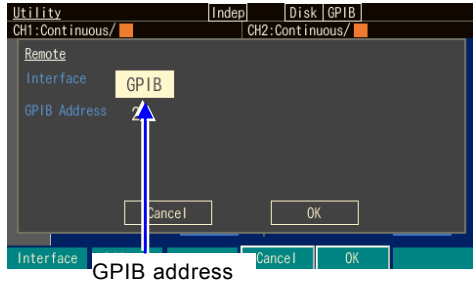 Utility Indep Disk GPIB
CH1:Continuous/ CH2:Continuous/
Remote
Interface GPIB
GPIB Address 2
Cancel OK
Interface Cancel OK
GPIB address